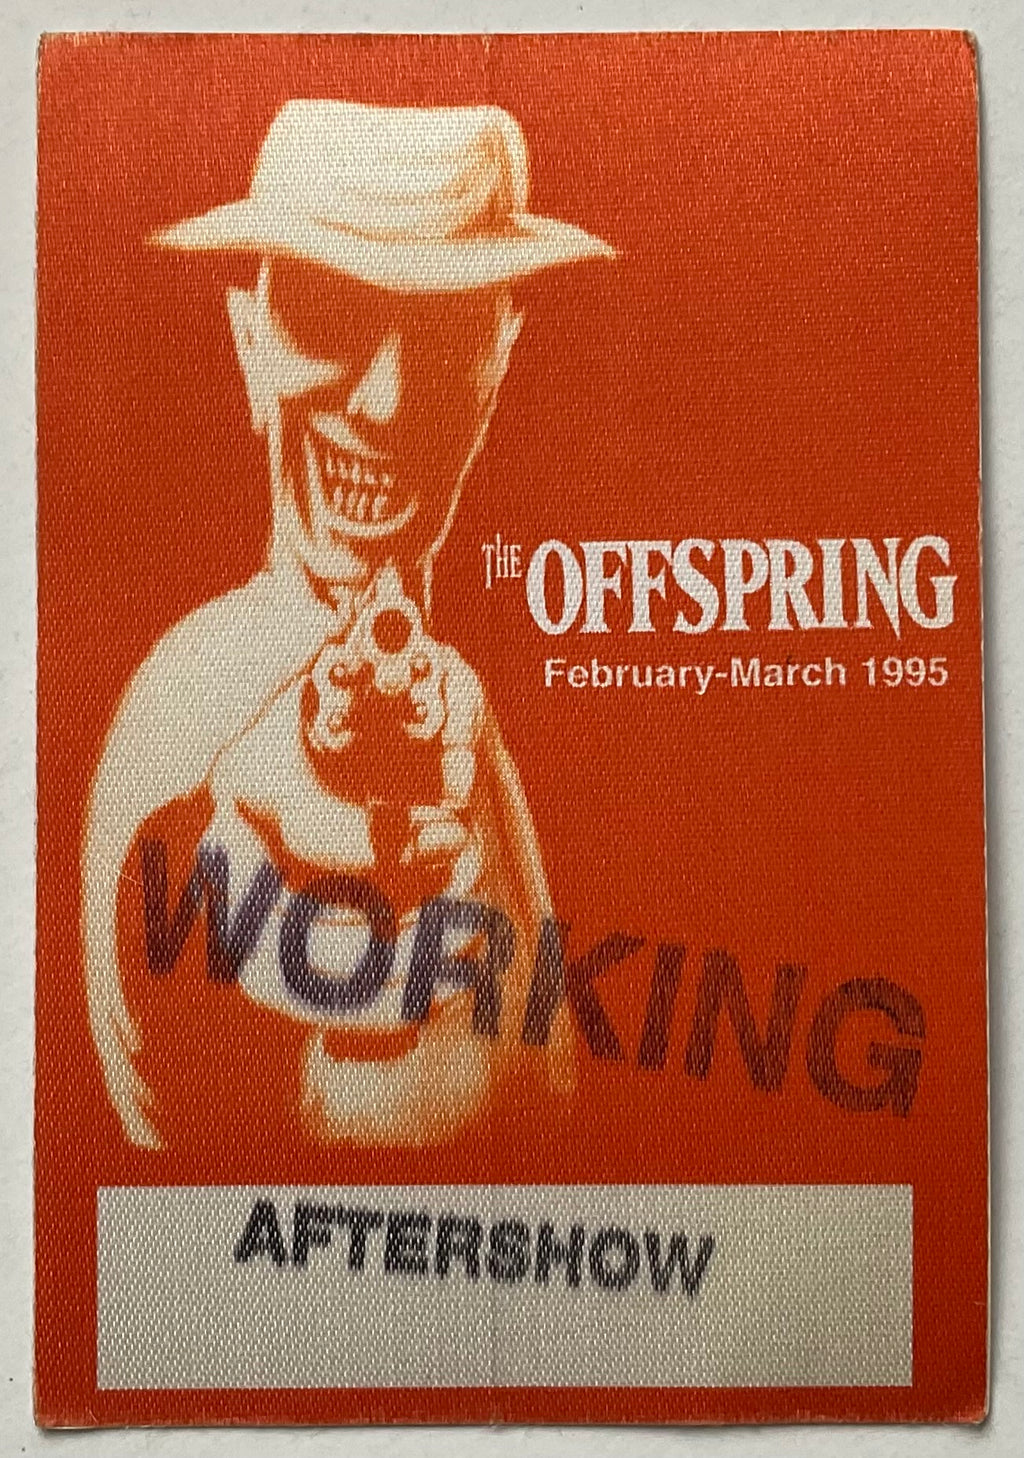 THE OFFSPRING
February-March 1995
WORKING
AFTERSHOW